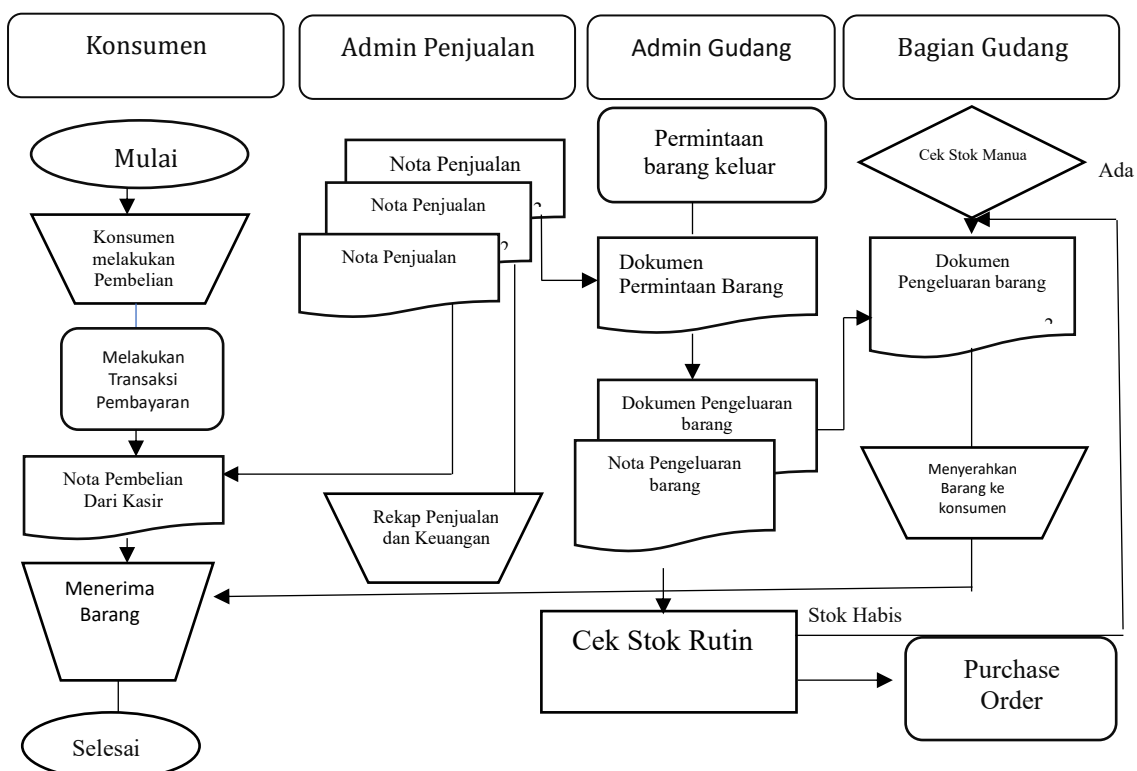 Konsumen
Admin Penjualan
Admin Gudang
Bagian Gudang
Mulai
Konsumen
melakukan
Pembelian
Melakukan
Transaksi
Pembayaran
Nota Pembelian
Dari Kasir
Menerima
Barang
Selesai
Nota Penjualan
Nota Penjualan
Nota Penjualan
Rekap Penjualan
dan Keuangan
Permintaan
barang keluar
Dokumen
Permintaan Barang
Dokumen Pengeluaran
barang
Nota Pengeluaran
barang
Cek Stok Rutin
Stok Habis
Cek Stok Manua
Ada
Dokumen
Pengeluaran barang
Menyerahkan
Barang ke
konsumen
Purchase
Order